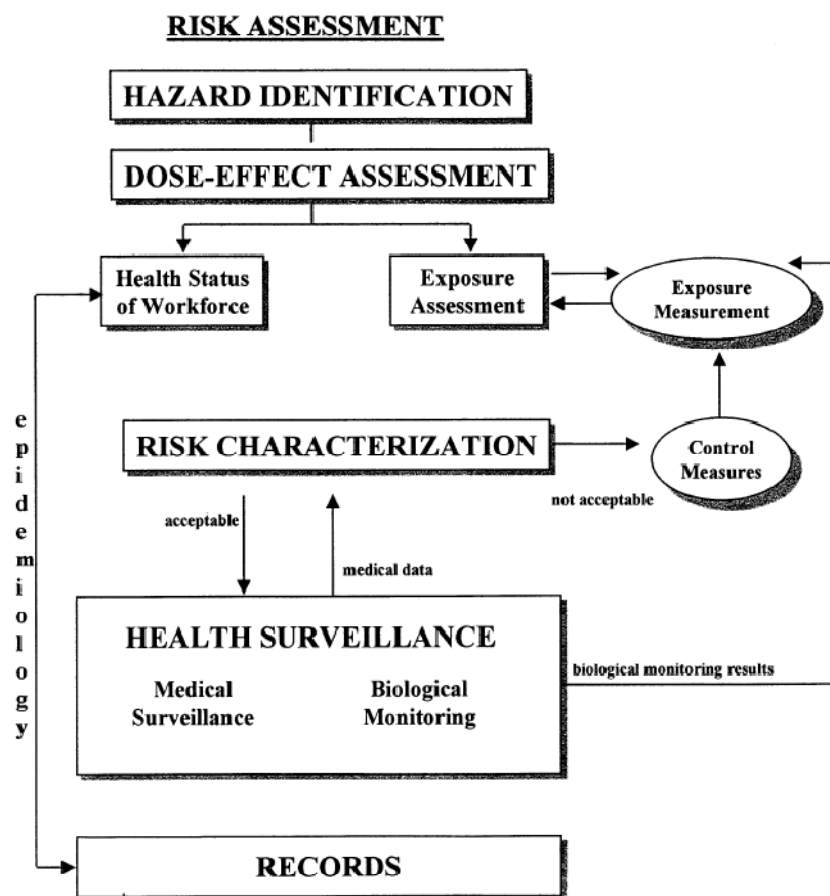 RISK ASSESSMENT
HAZARD IDENTIFICATION
DOSE-EFFECT ASSESSMENT
Health Status
of Workforce
Exposure
Assessment
Exposure
Measurement
epidemiology
RISK CHARACTERIZATION
Control
Measures
not acceptable
acceptable
medical data
HEALTH SURVEILLANCE
Medical
Surveillance
Biological
Monitoring
biological monitoring results
RECORDS